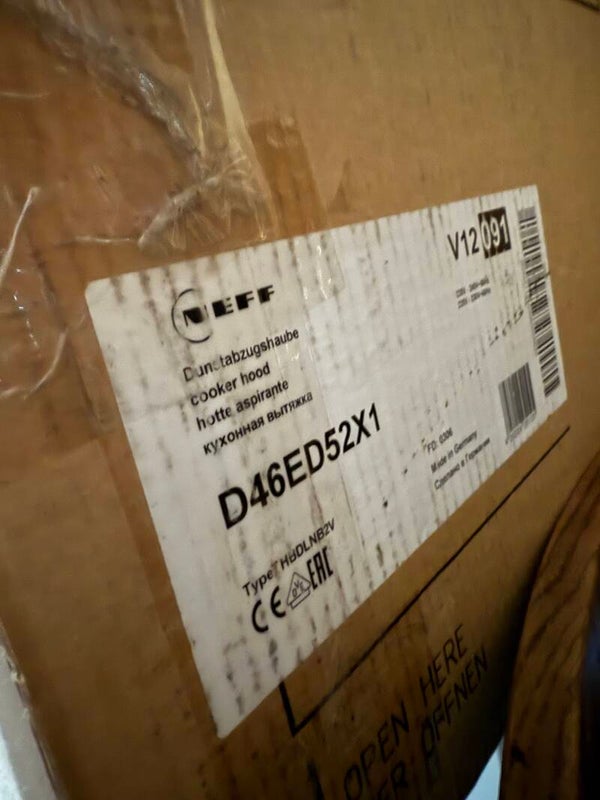 NEFF
V12 091
Dunstabzugshaube
cooker hood
hotte aspirante
кухонная вытяжка
D46ED52X1
FD: 0306
Made in Germany
Сделано в Германии
CE EAC
OPEN HERE
ÖFFNEN